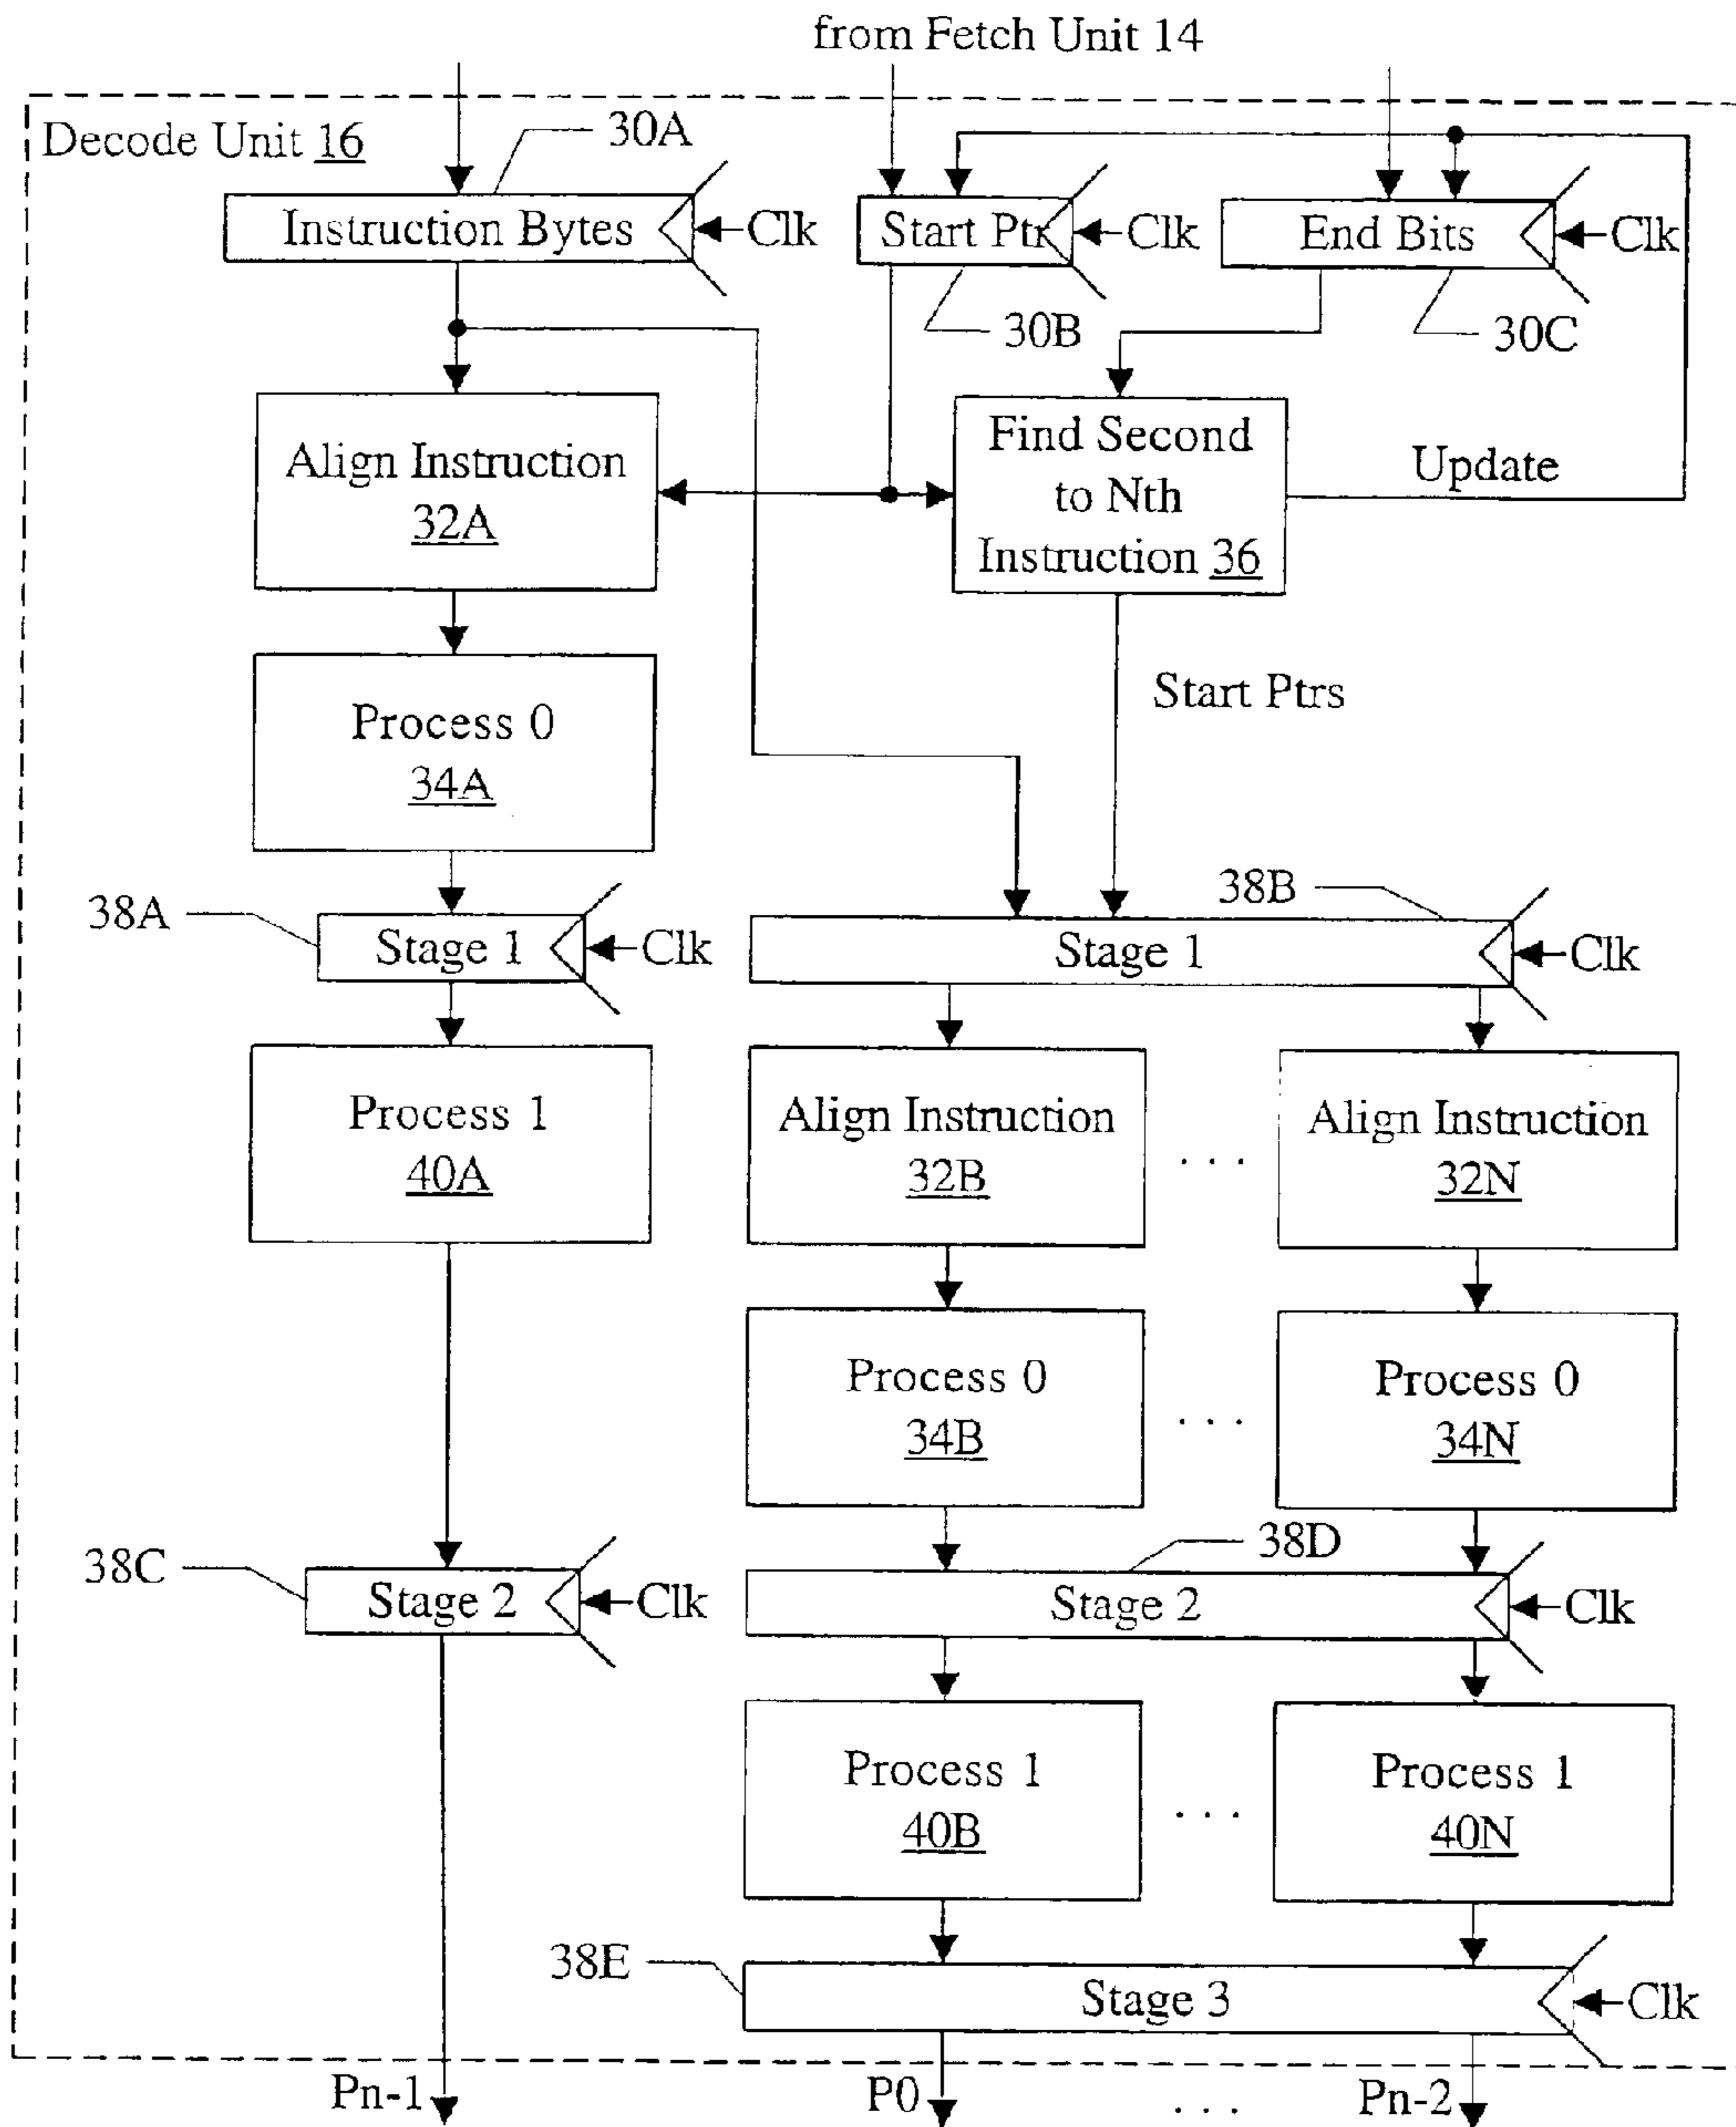 from Fetch Unit 14
Decode Unit 16
30A
Instruction Bytes
Clk
Start Ptr
Clk
End Bits
Clk
30B
30C
Align Instruction
32A
Find Second
to Nth
Instruction 36
Update
Process 0
34A
Start Ptrs
38A
Stage 1
Clk
38B
Stage 1
Clk
Process 1
40A
Align Instruction
32B
. . .
Align Instruction
32N
Process 0
34B
. . .
Process 0
34N
38C
Stage 2
Clk
38D
Stage 2
Clk
Process 1
40B
. . .
Process 1
40N
38E
Stage 3
Clk
Pn-1
P0
. . .
Pn-2